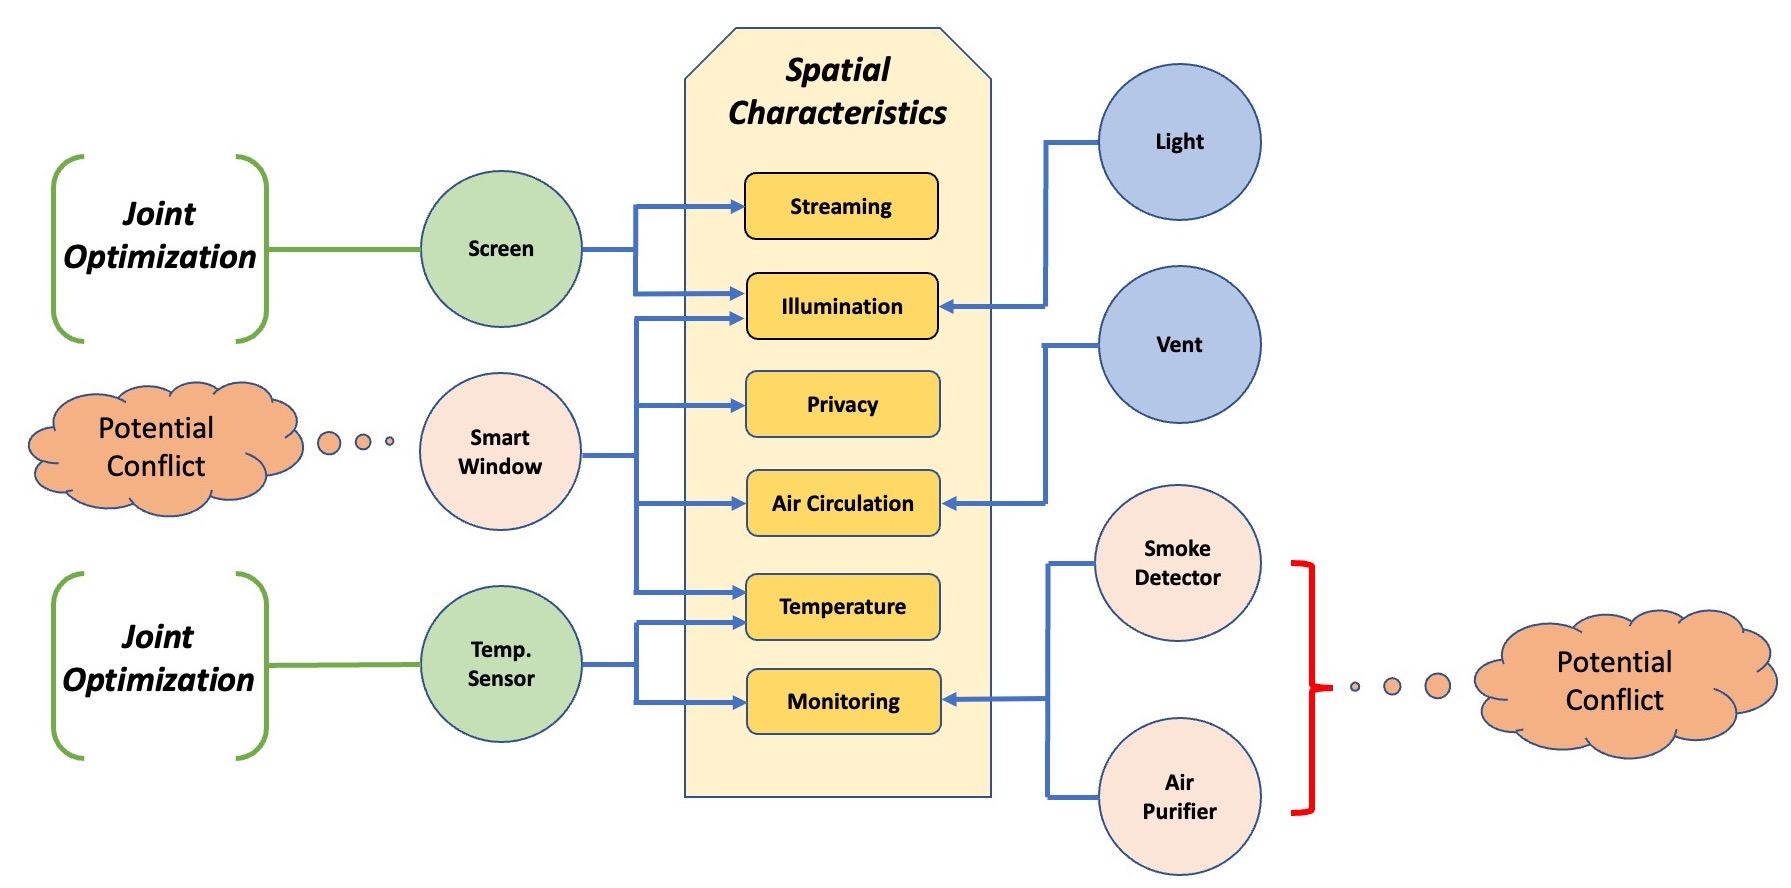 Spatial
Characteristics
Joint
Optimization
Screen
Streaming
Light
Illumination
Vent
Potential
Conflict
Smart
Window
Privacy
Air Circulation
Smoke
Detector
Joint
Optimization
Temp.
Sensor
Temperature
Monitoring
Air
Purifier
Potential
Conflict